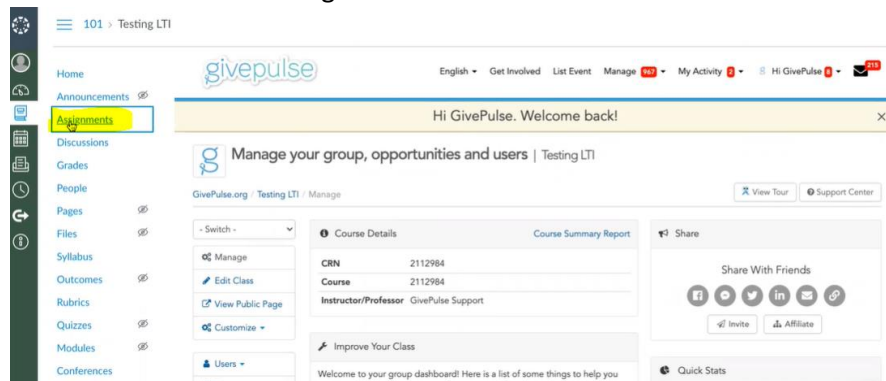 101 > Testing LTI
Home
Announcements
Assignments
Discussions
Grades
People
Pages
Files
Syllabus
Outcomes
Rubrics
Quizzes
Modules
Conferences
givepulse
English Get Involved List Event Manage 967 My Activity 2 Hi GivePulse 8 218
Hi GivePulse. Welcome back! ×
g Manage your group, opportunities and users | Testing LTI
GivePulse.org / Testing LTI / Manage
View Tour Support Center
- Switch -
Manage
Edit Class
View Public Page
Customize
Users
Course Details Course Summary Report
CRN 2112984
Course 2112984
Instructor/Professor GivePulse Support
Improve Your Class
Welcome to your group dashboard! Here is a list of some things to help you
Share
Share With Friends
Invite Affiliate
Quick Stats